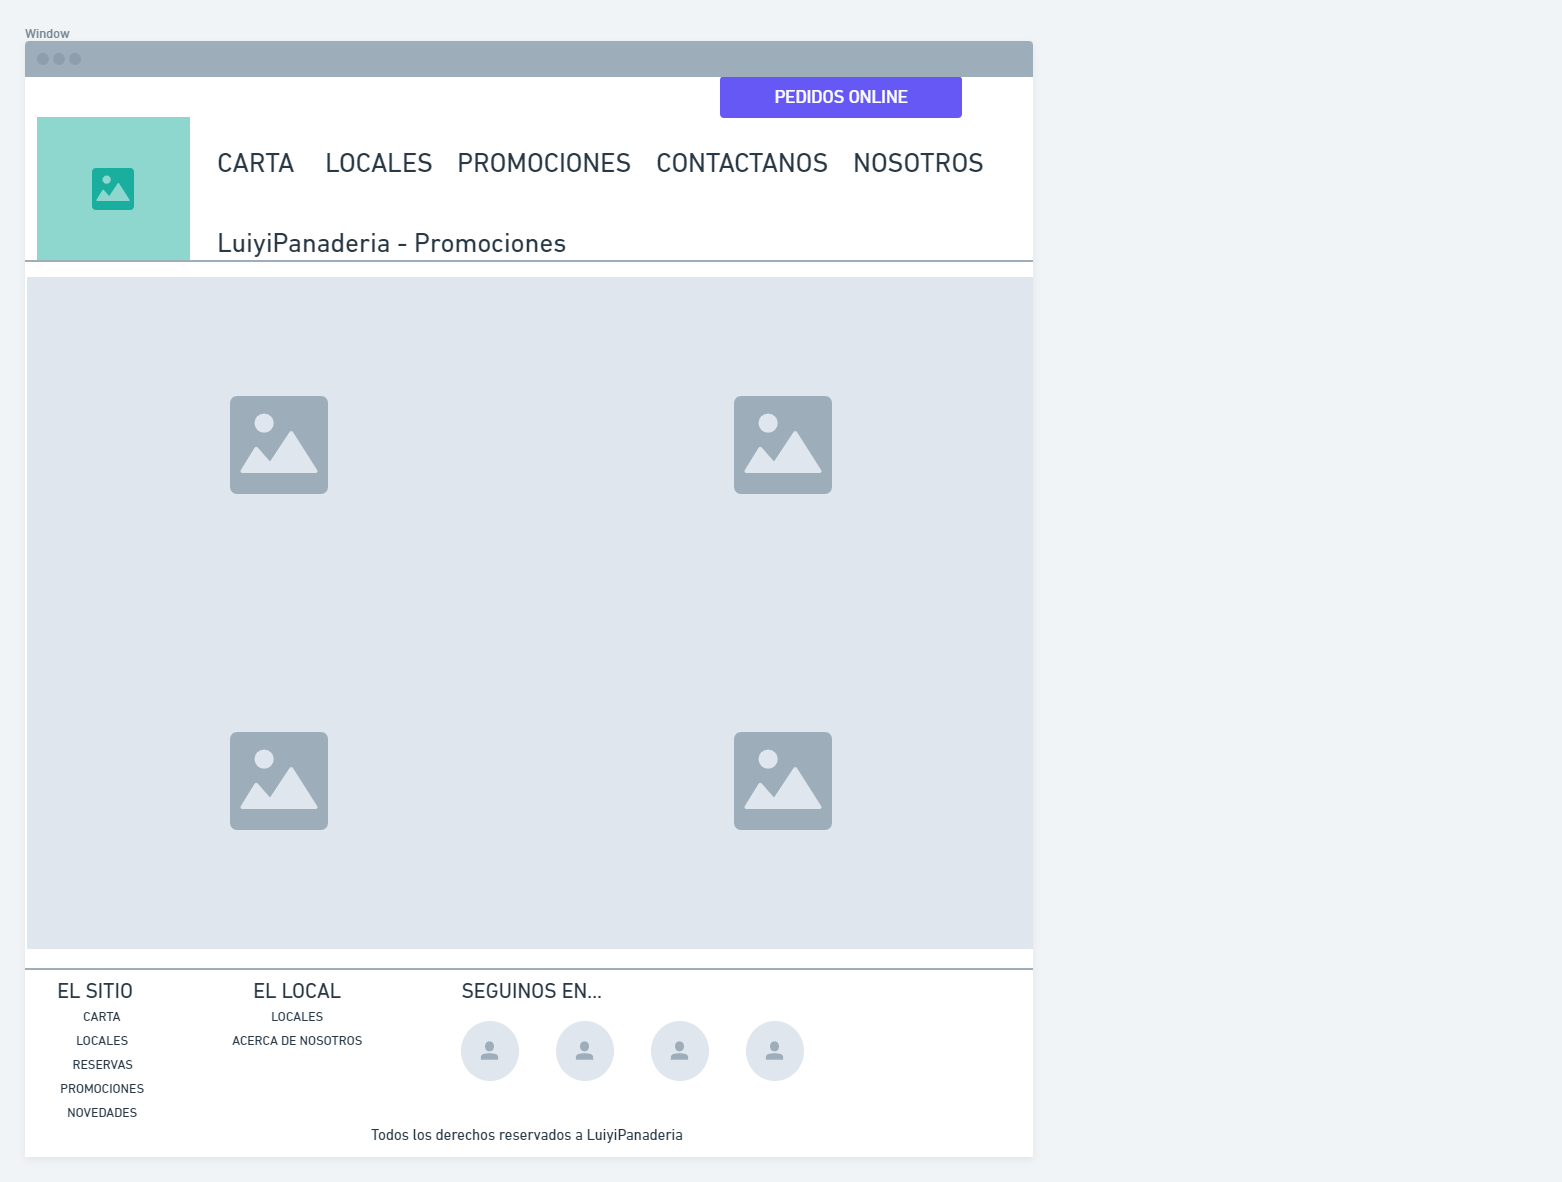 Window
PEDIDOS ONLINE
CARTA LOCALES PROMOCIONES CONTACTANOS NOSOTROS
LuiyiPanaderia - Promociones
EL SITIO
CARTA
LOCALES
RESERVAS
PROMOCIONES
NOVEDADES
EL LOCAL
LOCALES
ACERCA DE NOSOTROS
SEGUINOS EN...
Todos los derechos reservados a LuiyiPanaderia